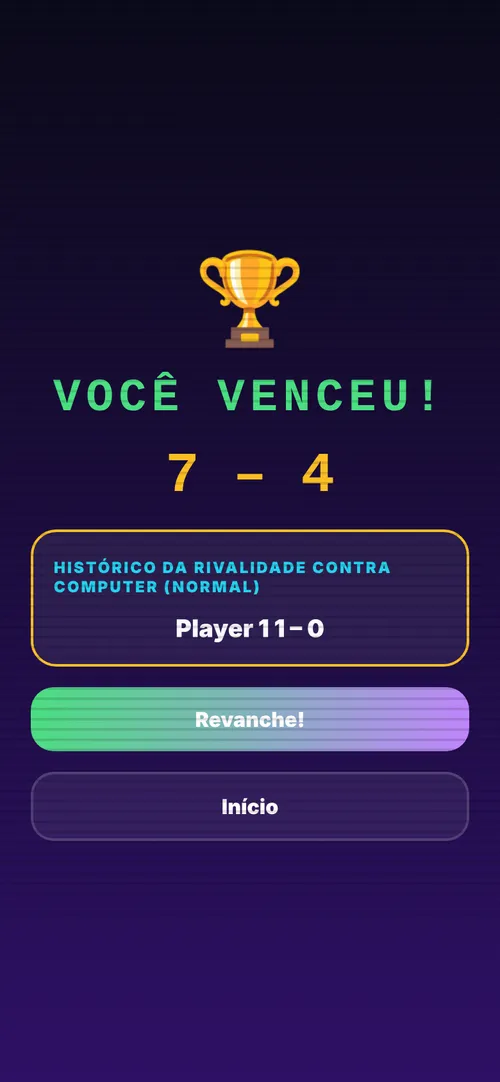 VOCÊ VENCEU!
7 – 4
HISTÓRICO DA RIVALIDADE CONTRA
COMPUTER (NORMAL)
Player 11–0
Revanche!
Início